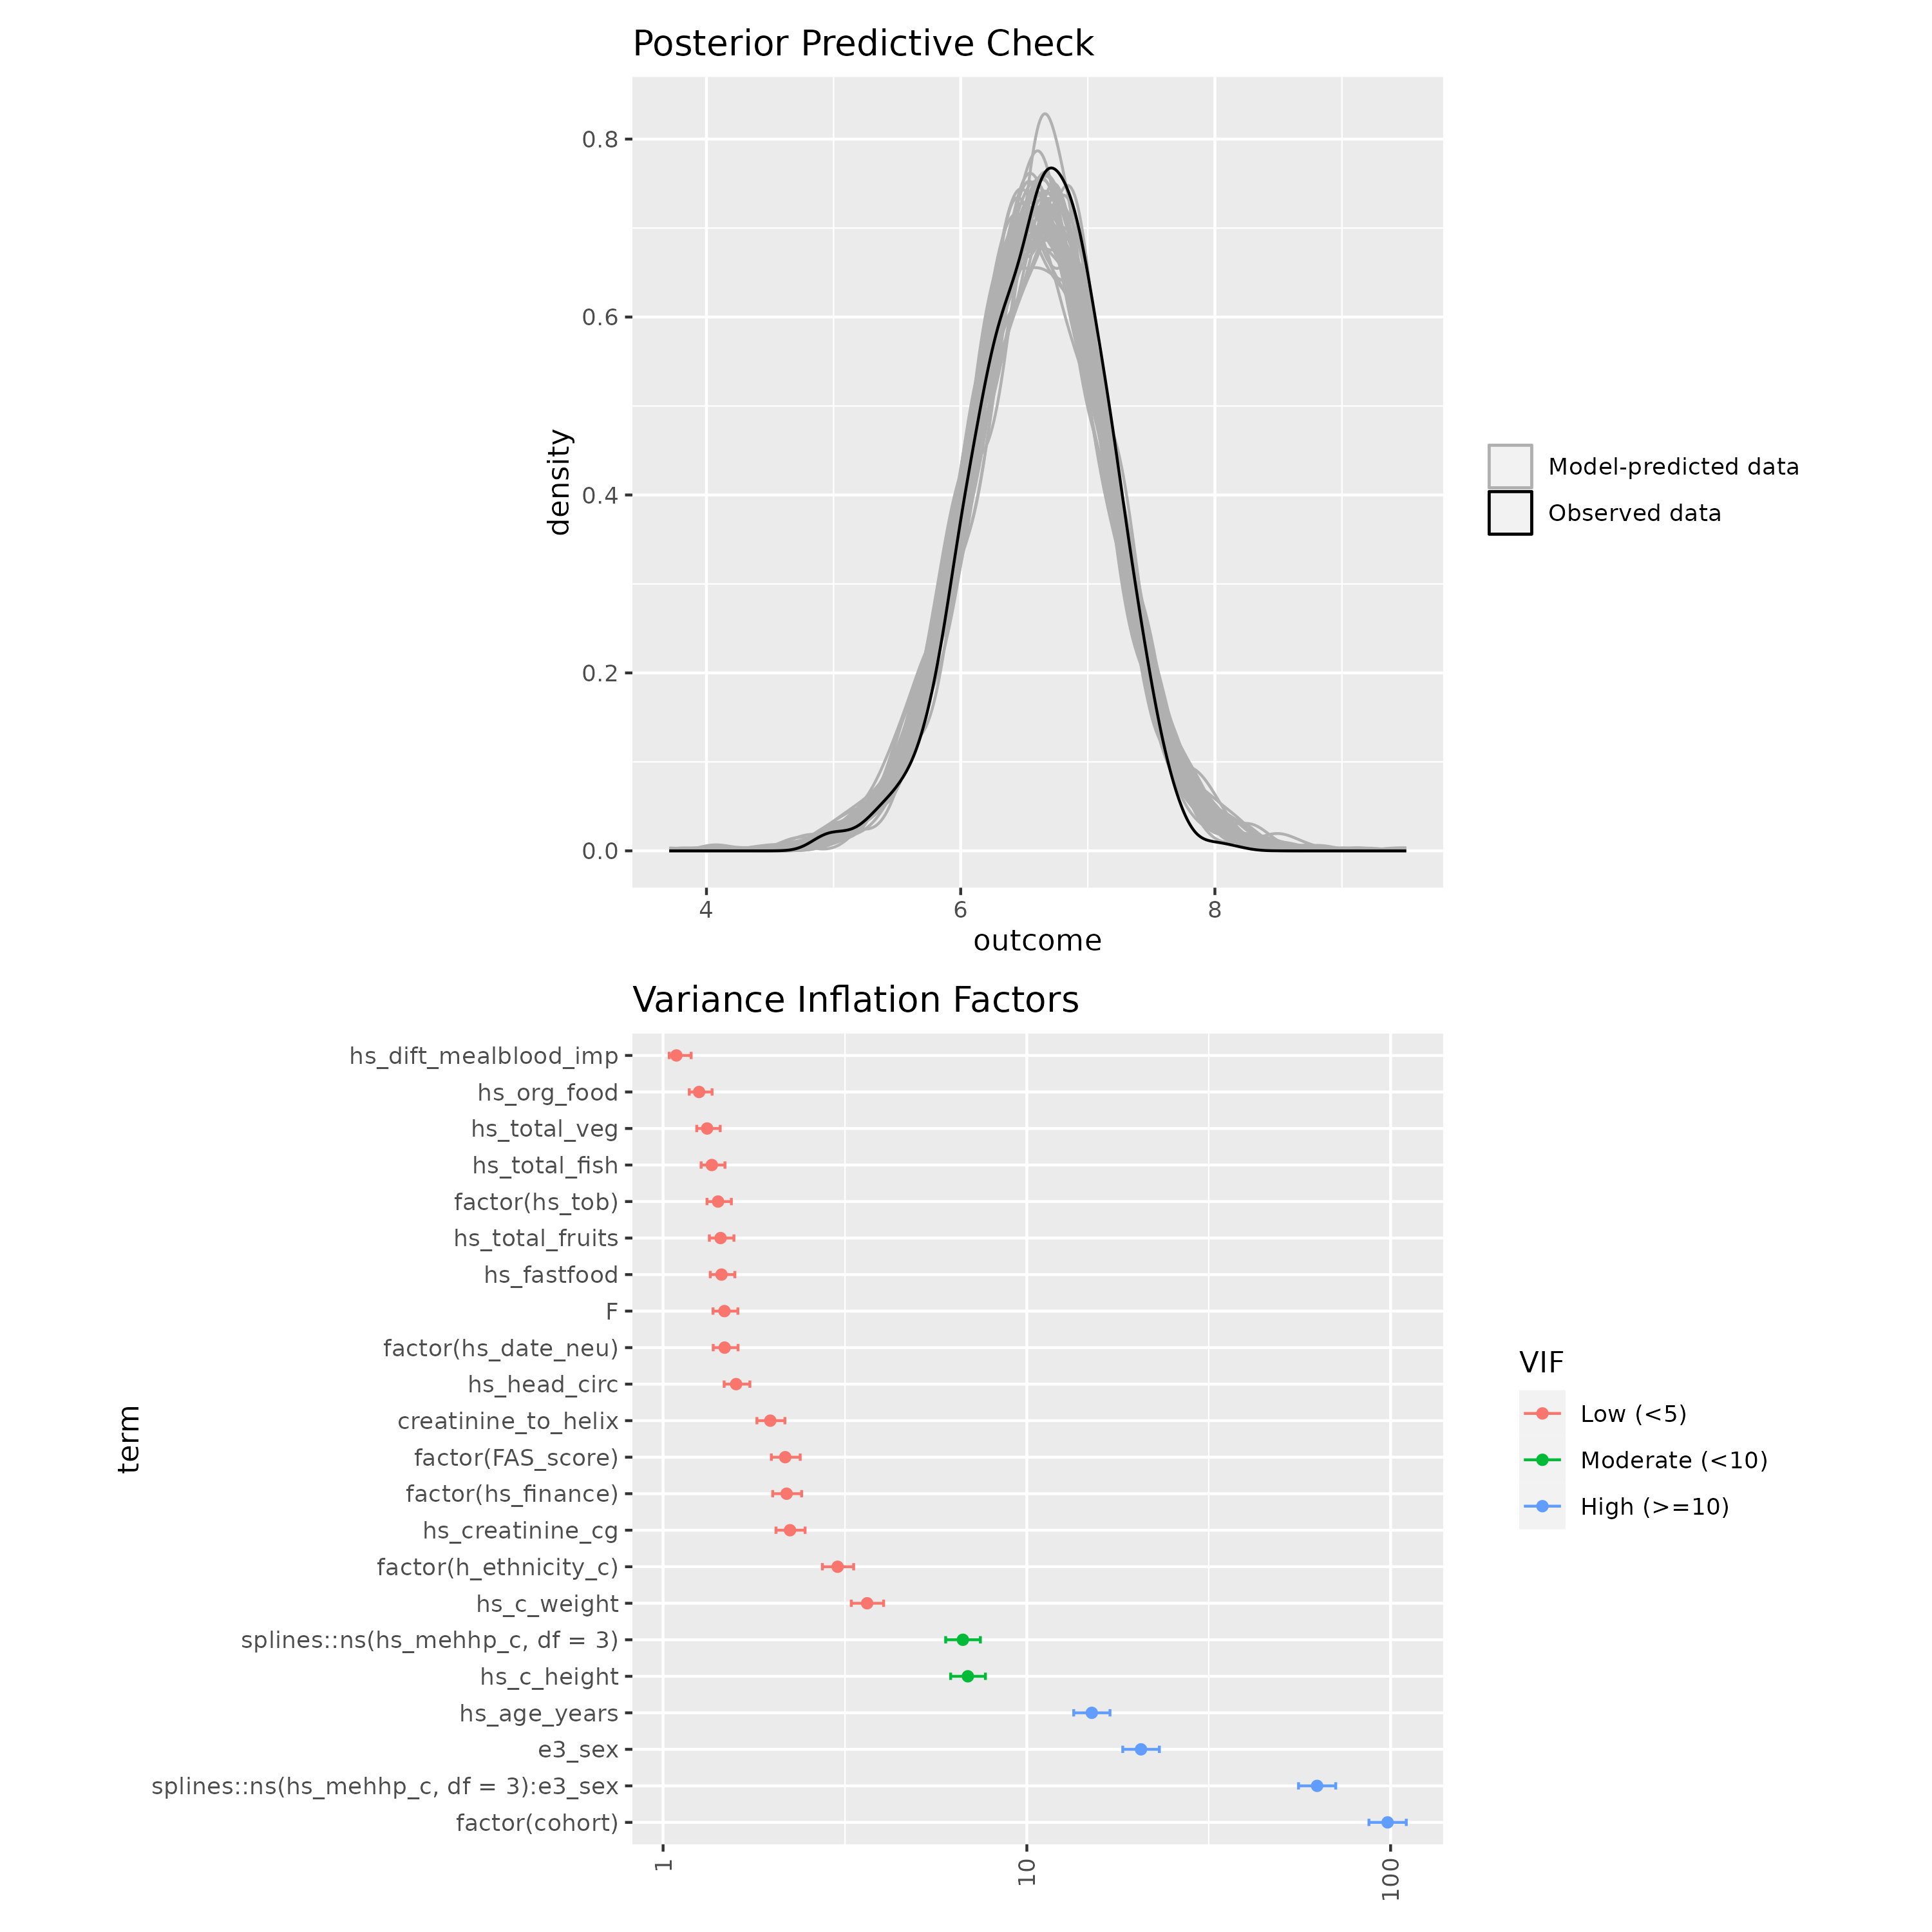 Posterior Predictive Check
0.8
0.6
0.4
0.2
0.0
density
4
6
8
outcome
Model-predicted data
Observed data
Variance Inflation Factors
hs_dift_mealblood_imp
hs_org_food
hs_total_veg
hs_total_fish
factor(hs_tob)
hs_total_fruits
hs_fastfood
F
factor(hs_date_neu)
hs_head_circ
creatinine_to_helix
factor(FAS_score)
factor(hs_finance)
hs_creatinine_cg
factor(h_ethnicity_c)
hs_c_weight
splines::ns(hs_mehhp_c, df = 3)
hs_c_height
hs_age_years
e3_sex
splines::ns(hs_mehhp_c, df = 3):e3_sex
factor(cohort)
term
1
10
100
VIF
Low (<5)
Moderate (<10)
High (>=10)